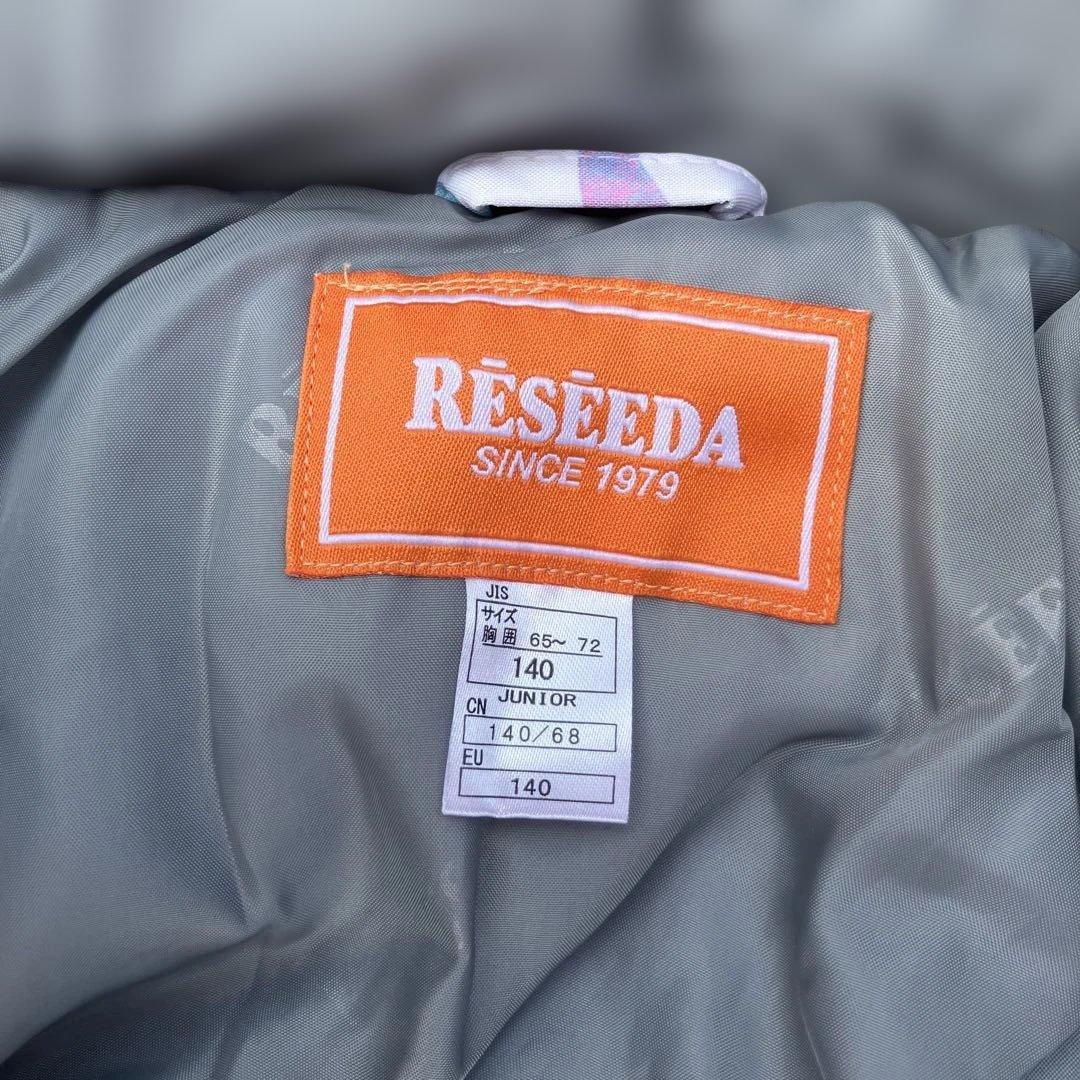 RĒSĒEDA
SINCE 1979
JIS
サイズ
胸囲 65~ 72
140
JUNIOR
CN
140/68
EU
140